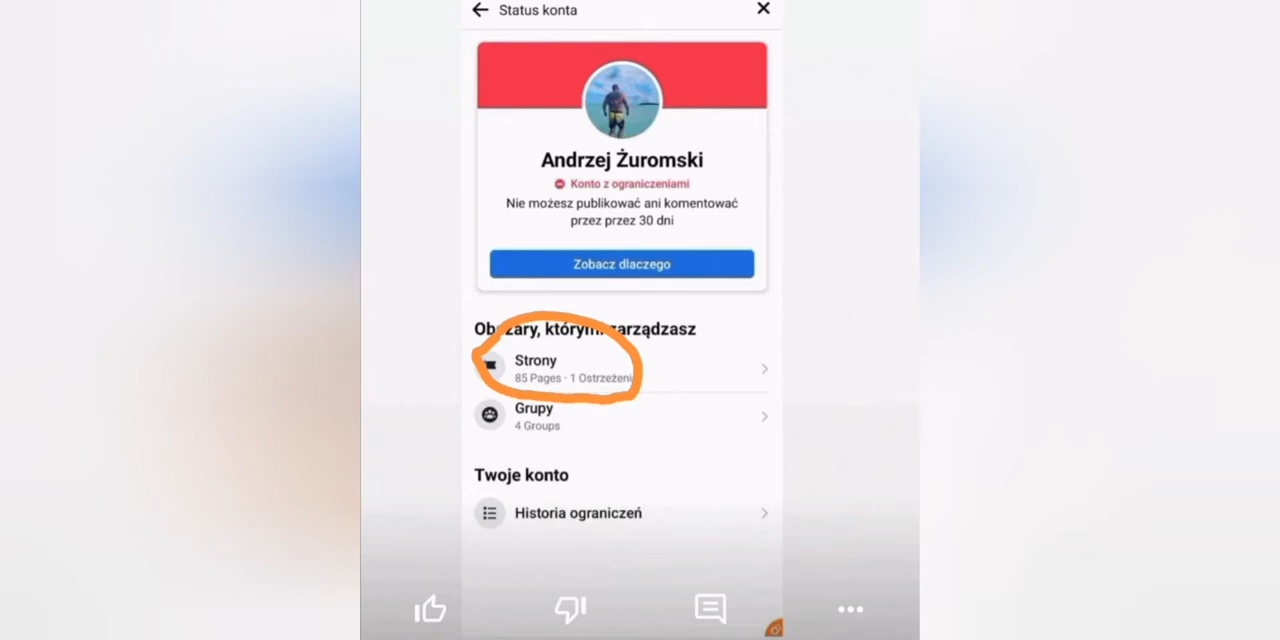 Status konta
Andrzej Żuromski
Konto z ograniczeniami
Nie możesz publikować ani komentować
przez przez 30 dni
Zobacz dlaczego
Obszary, którymi zarządzasz
Strony
85 Pages · 1 Ostrzeżeni
Grupy
4 Groups
Twoje konto
Historia ograniczeń